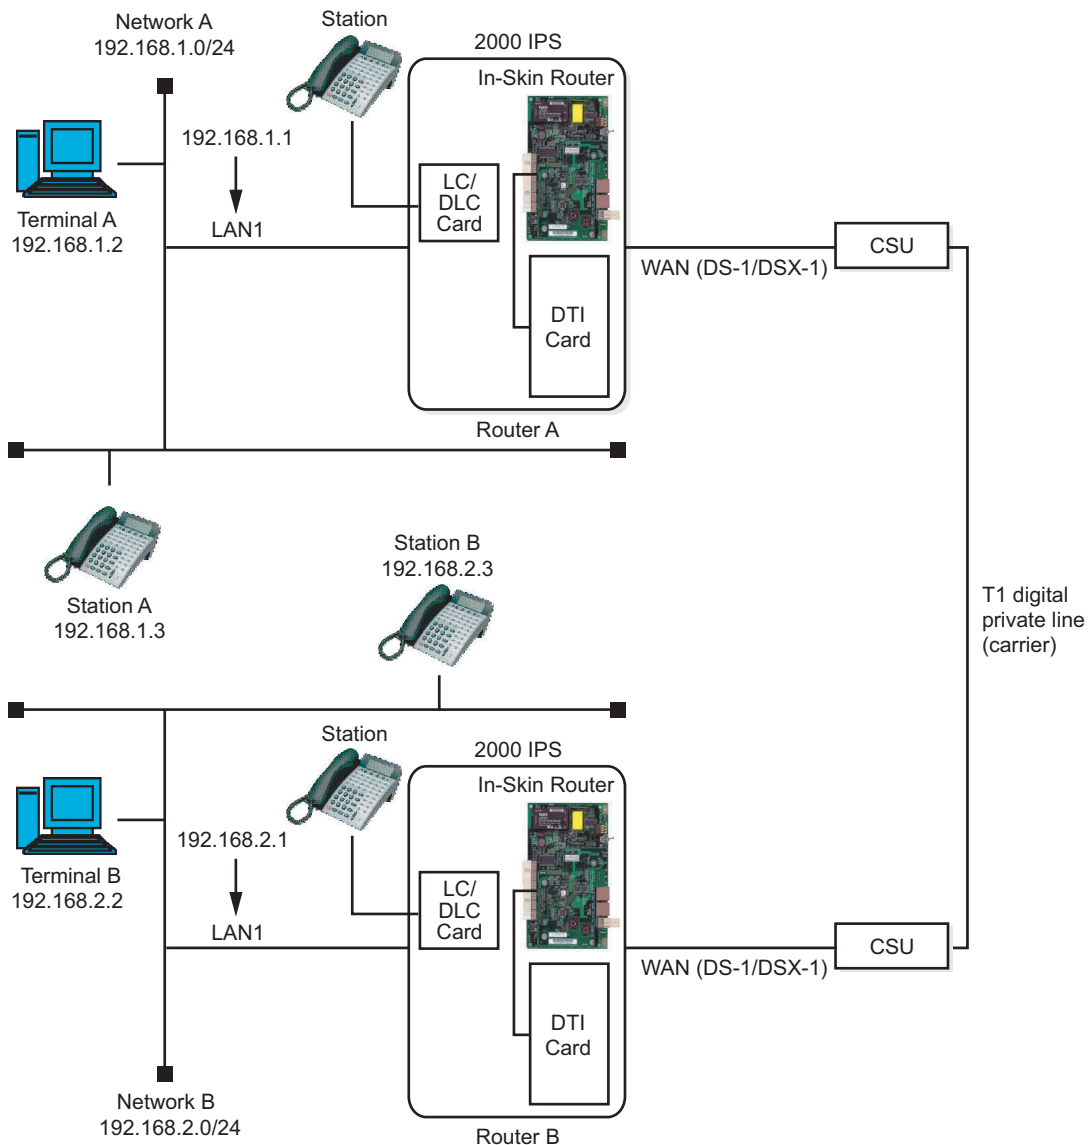 Network A
192.168.1.0/24
Station
2000 IPS
In-Skin Router
192.168.1.1
LAN1
Terminal A
192.168.1.2
LC/
DLC
Card
DTI
Card
WAN (DS-1/DSX-1)
CSU
Router A
Station A
192.168.1.3
Station B
192.168.2.3
T1 digital
private line
(carrier)
Station
2000 IPS
In-Skin Router
192.168.2.1
LAN1
Terminal B
192.168.2.2
LC/
DLC
Card
DTI
Card
WAN (DS-1/DSX-1)
CSU
Network B
192.168.2.0/24
Router B